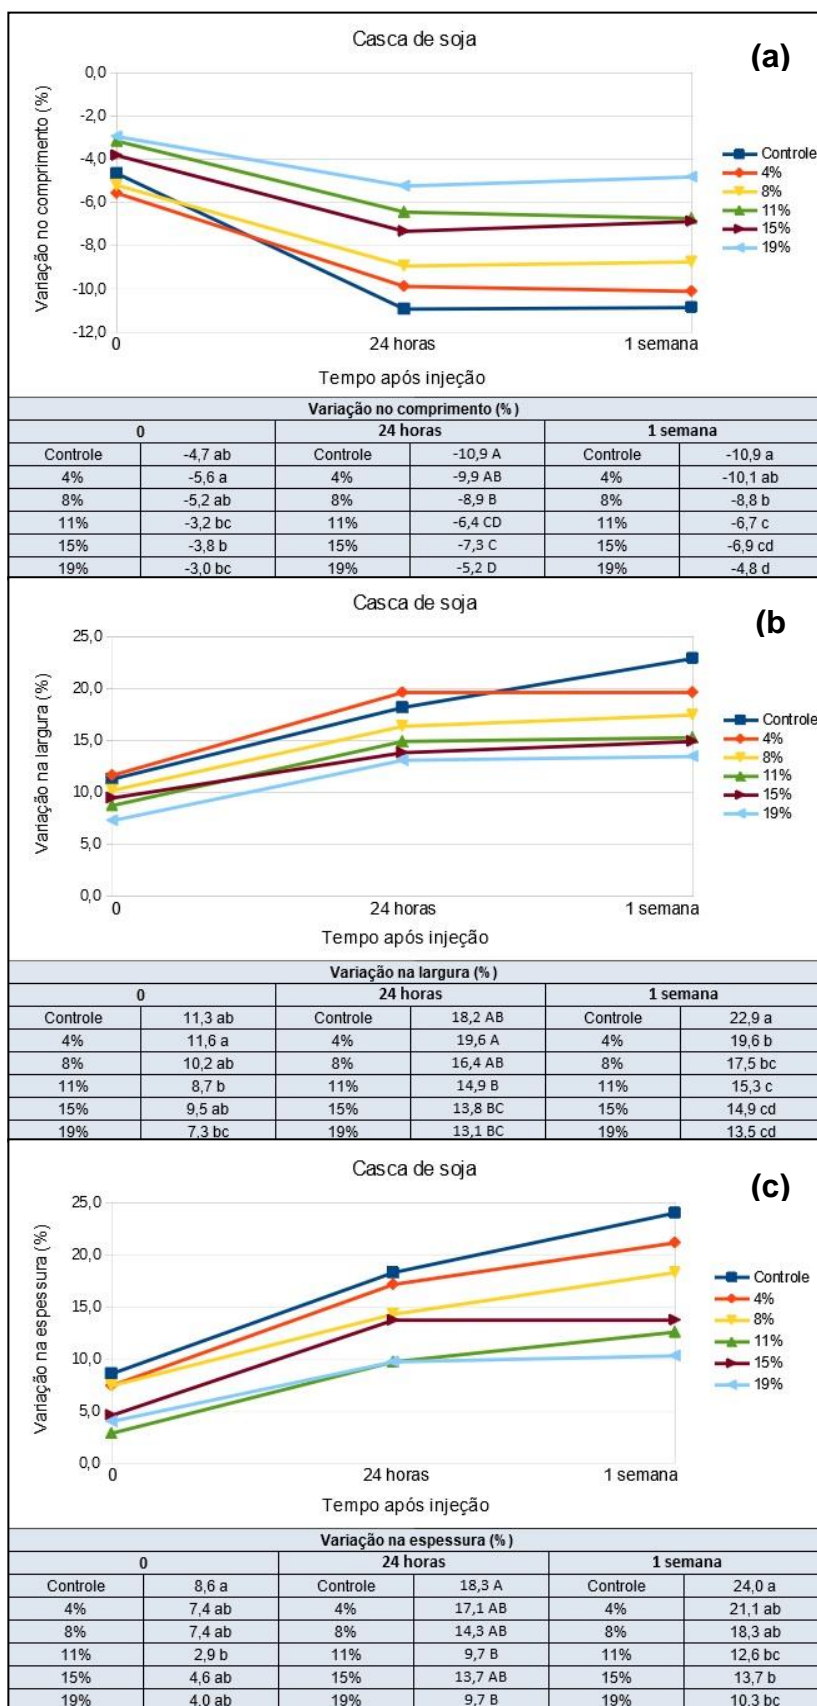 Casca de soja
(a)
0,0
-2,0
-4,0
-6,0
-8,0
-10,0
-12,0
Variação no comprimento (%)
0 24 horas 1 semana
Tempo após injeção
Controle
4%
8%
11%
15%
19%
Variação no comprimento (%)
0 24 horas 1 semana
Controle -4,7 ab Controle -10,9 A Controle -10,9 a
4% -5,6 a 4% -9,9 AB 4% -10,1 ab
8% -5,2 ab 8% -8,9 B 8% -8,8 b
11% -3,2 bc 11% -6,4 CD 11% -6,7 c
15% -3,8 b 15% -7,3 C 15% -6,9 cd
19% -3,0 bc 19% -5,2 D 19% -4,8 d
Casca de soja
(b
25,0
20,0
15,0
10,0
5,0
0,0
Variação na largura (%)
0 24 horas 1 semana
Tempo após injeção
Controle
4%
8%
11%
15%
19%
Variação na largura (%)
0 24 horas 1 semana
Controle 11,3 ab Controle 18,2 AB Controle 22,9 a
4% 11,6 a 4% 19,6 A 4% 19,6 b
8% 10,2 ab 8% 16,4 AB 8% 17,5 bc
11% 8,7 b 11% 14,9 B 11% 15,3 c
15% 9,5 ab 15% 13,8 BC 15% 14,9 cd
19% 7,3 bc 19% 13,1 BC 19% 13,5 cd
Casca de soja
(c)
25,0
20,0
15,0
10,0
5,0
0,0
Variação na espessura (%)
0 24 horas 1 semana
Tempo após injeção
Controle
4%
8%
11%
15%
19%
Variação na espessura (%)
0 24 horas 1 semana
Controle 8,6 a Controle 18,3 A Controle 24,0 a
4% 7,4 ab 4% 17,1 AB 4% 21,1 ab
8% 7,4 ab 8% 14,3 AB 8% 18,3 ab
11% 2,9 b 11% 9,7 B 11% 12,6 bc
15% 4,6 ab 15% 13,7 AB 15% 13,7 b
19% 4,0 ab 19% 9,7 B 19% 10,3 bc